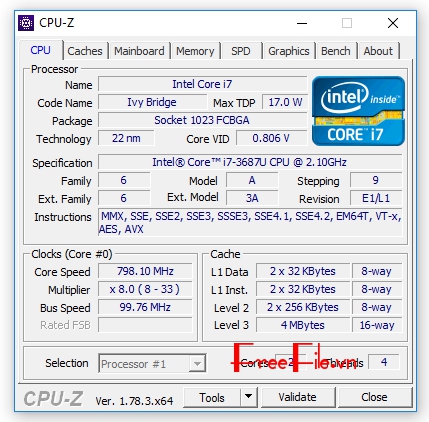 CPU-Z
CPU Caches Mainboard Memory SPD Graphics Bench About
Processor
Name Intel Core i7
Code Name Ivy Bridge Max TDP 17.0 W
Package Socket 1023 FCBGA
Technology 22 nm Core VID 0.806 V
intel inside™
CORE™ i7
Specification Intel® Core™ i7-3687U CPU @ 2.10GHz
Family 6 Model A Stepping 9
Ext. Family 6 Ext. Model 3A Revision E1/L1
Instructions MMX, SSE, SSE2, SSE3, SSSE3, SSE4.1, SSE4.2, EM64T, VT-x,
AES, AVX
Clocks (Core #0)
Core Speed 798.10 MHz
Multiplier x 8.0 ( 8 - 33 )
Bus Speed 99.76 MHz
Rated FSB
Cache
L1 Data 2 x 32 KBytes 8-way
L1 Inst. 2 x 32 KBytes 8-way
Level 2 2 x 256 KBytes 8-way
Level 3 4 MBytes 16-way
Selection Processor #1 Cores 2 Threads 4
FreeFile.vn
CPU-Z Ver. 1.78.3.x64 Tools Validate Close